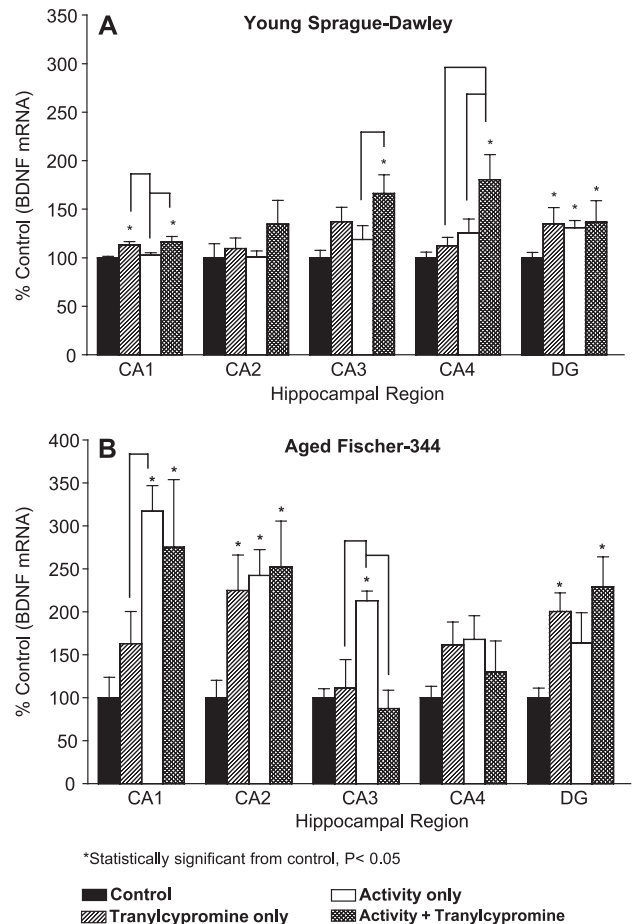 A
Young Sprague-Dawley
350
300
250
200
150
100
50
0
% Control (BDNF mRNA)
*
*
*
*
*
*
*
CA1 CA2 CA3 CA4 DG
Hippocampal Region
B
Aged Fischer-344
400
350
300
250
200
150
100
50
0
% Control (BDNF mRNA)
*
*
*
*
*
*
*
*
CA1 CA2 CA3 CA4 DG
Hippocampal Region
*Statistically significant from control, P< 0.05
Control
Activity only
Tranylcypromine only
Activity + Tranylcypromine